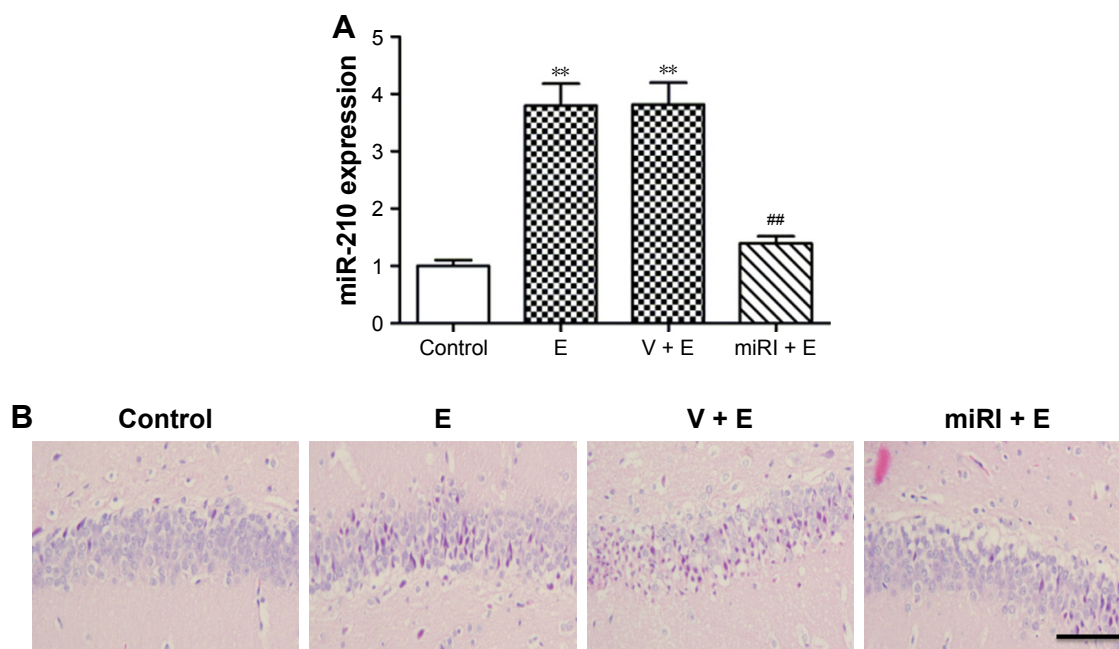 A
miR-210 expression
5
4
3
2
1
0
**
**
##
Control
E
V + E
miRI + E
B
Control
E
V + E
miRI + E